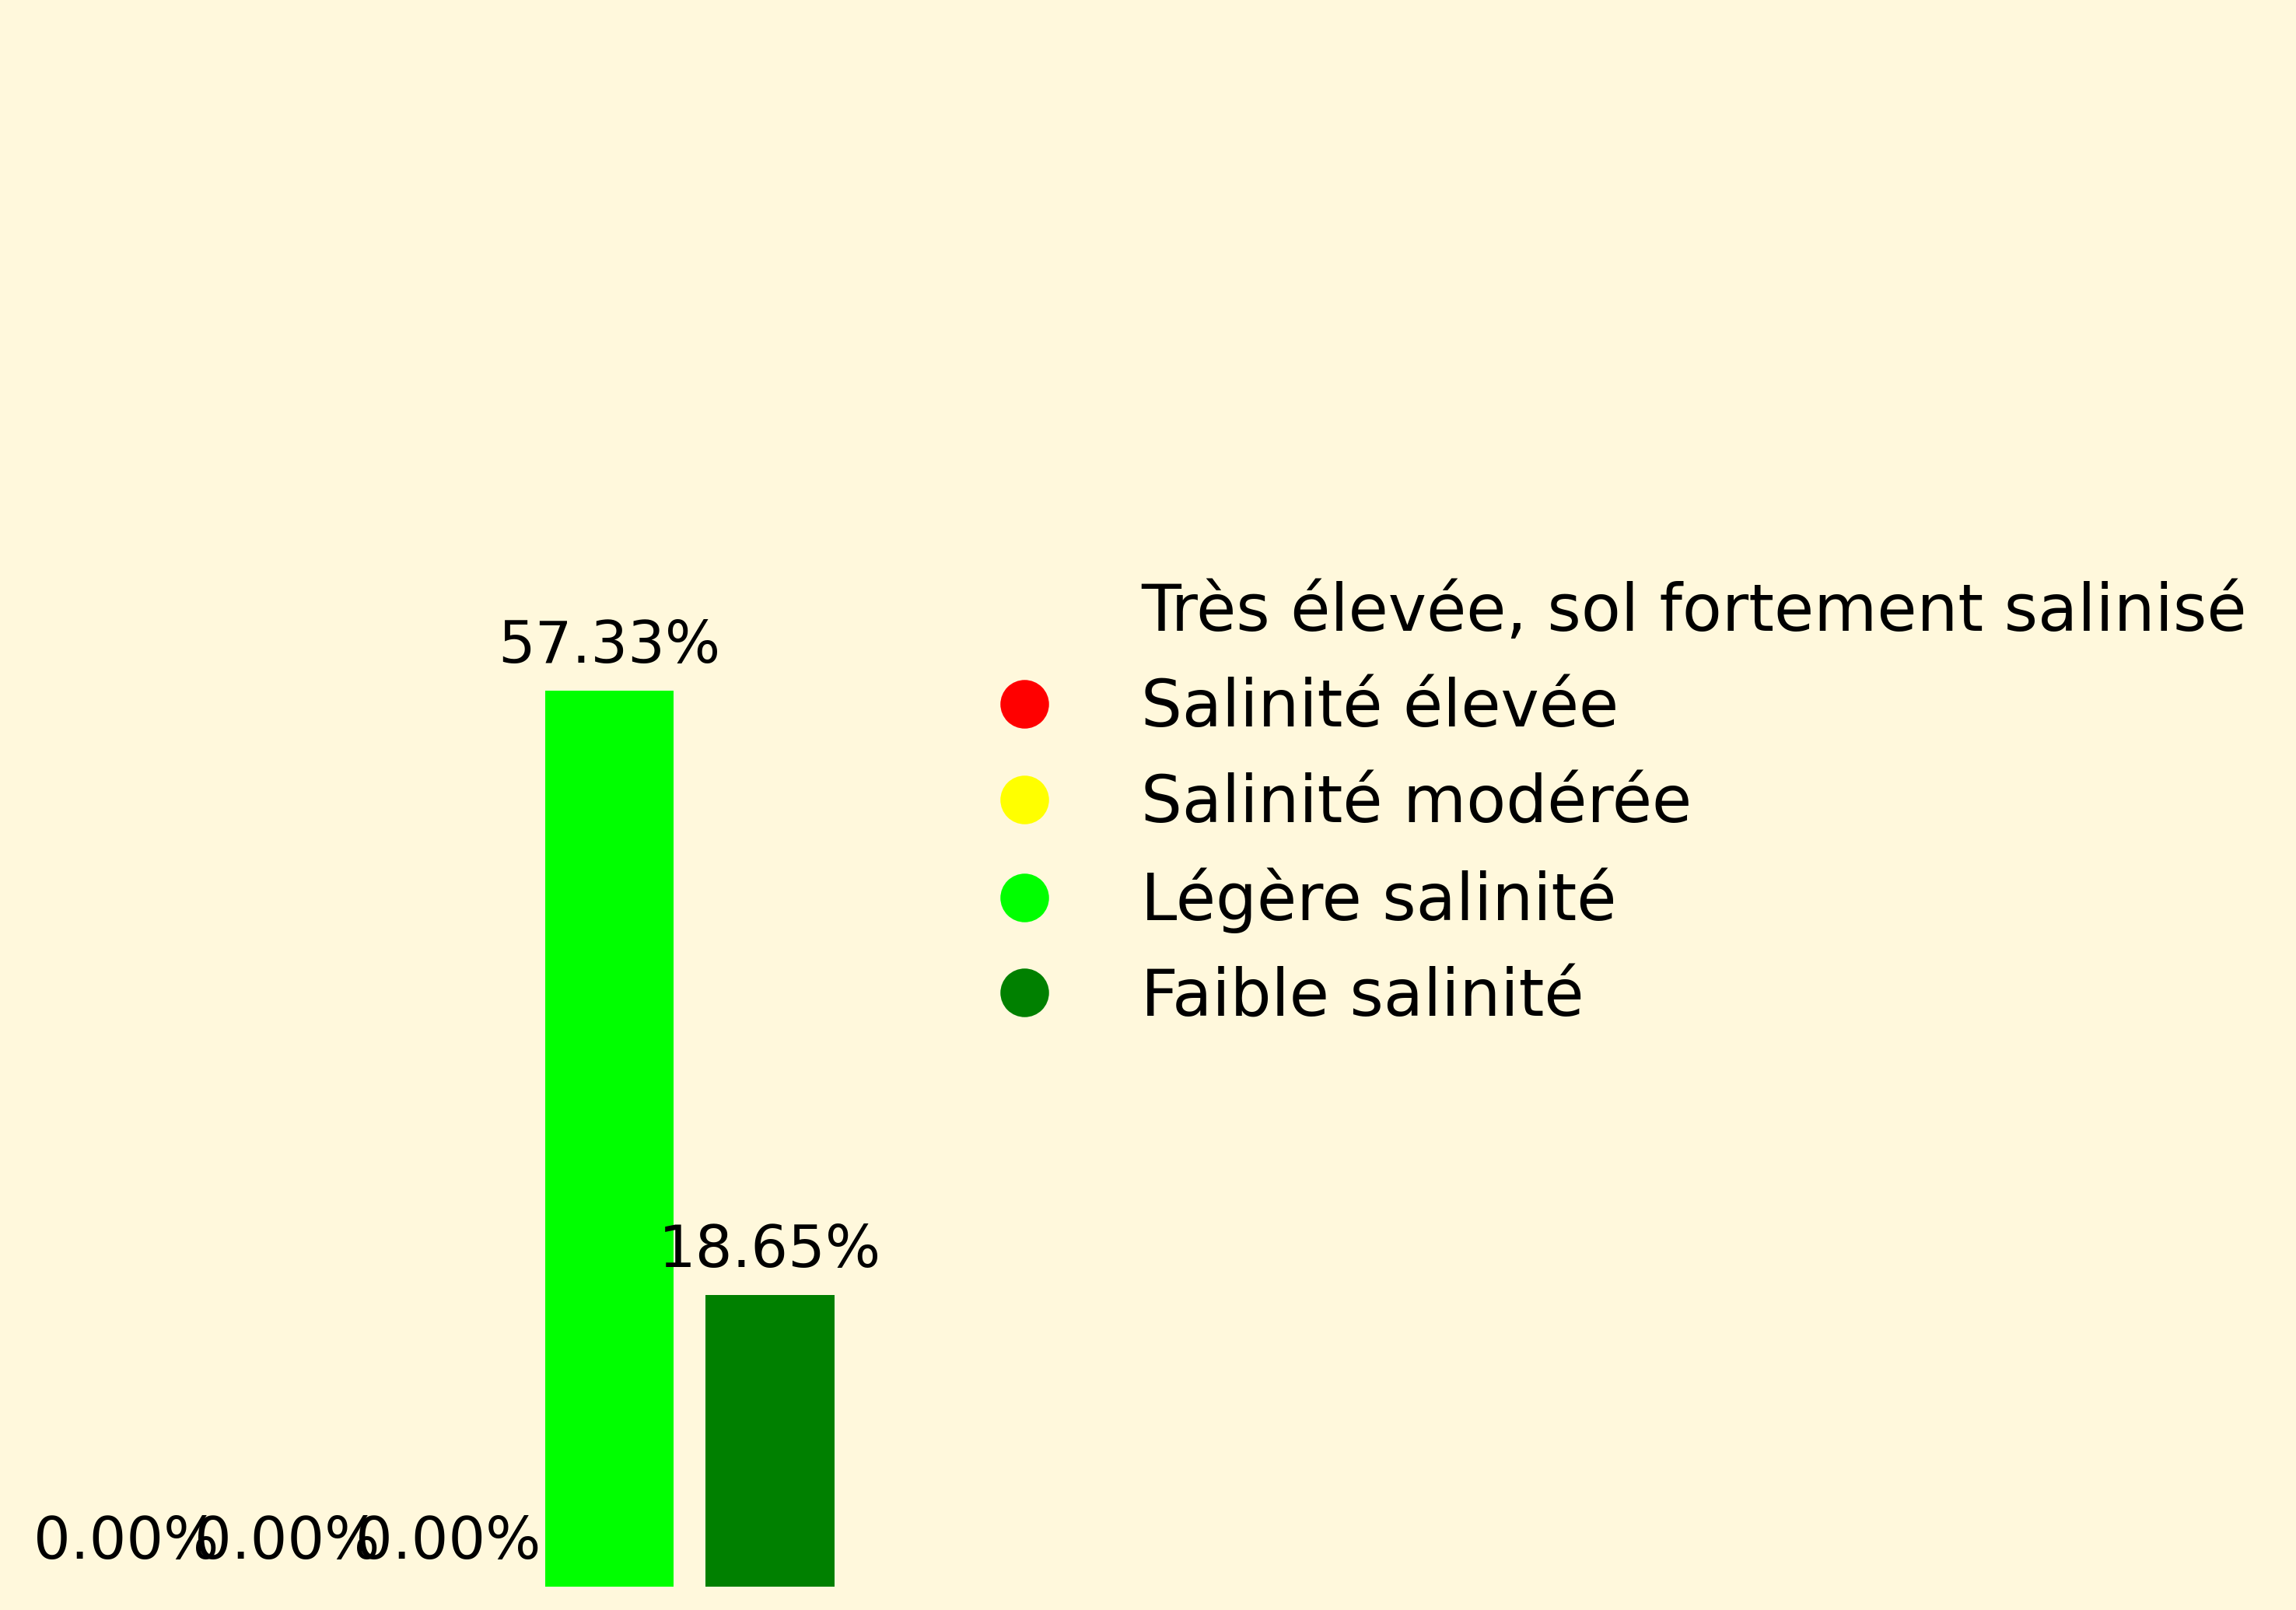 Très élevée, sol fortement salinisé
57.33%
Salinité élevée
Salinité modérée
Légère salinité
Faible salinité
18.65%
0.00% 0.00% 0.00%